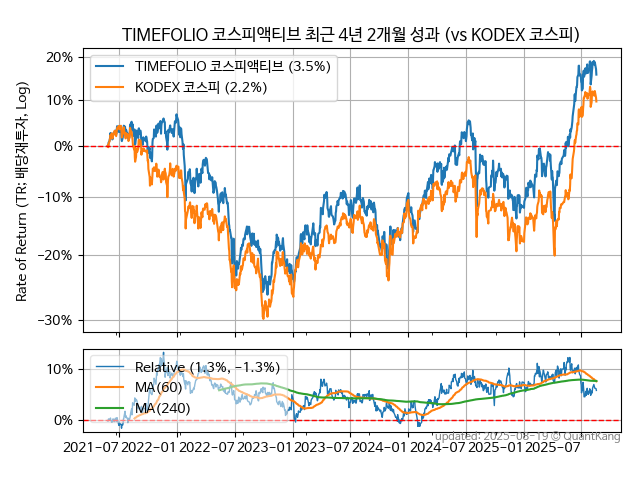 TIMEFOLIO 코스피액티브 최근 4년 2개월 성과 (vs KODEX 코스피)
Rate of Return (TR: 배당재투자, Log)
20%
10%
0%
−10%
−20%
−30%
TIMEFOLIO 코스피액티브 (3.5%)
KODEX 코스피 (2.2%)
10%
0%
Relative (1.3%, −1.3%)
MA(60)
MA(240)
2021-07 2022-01 2022-07 2023-01 2023-07 2024-01 2024-07 2025-01 2025-07
updated: 2025-08-19 © QuantKang